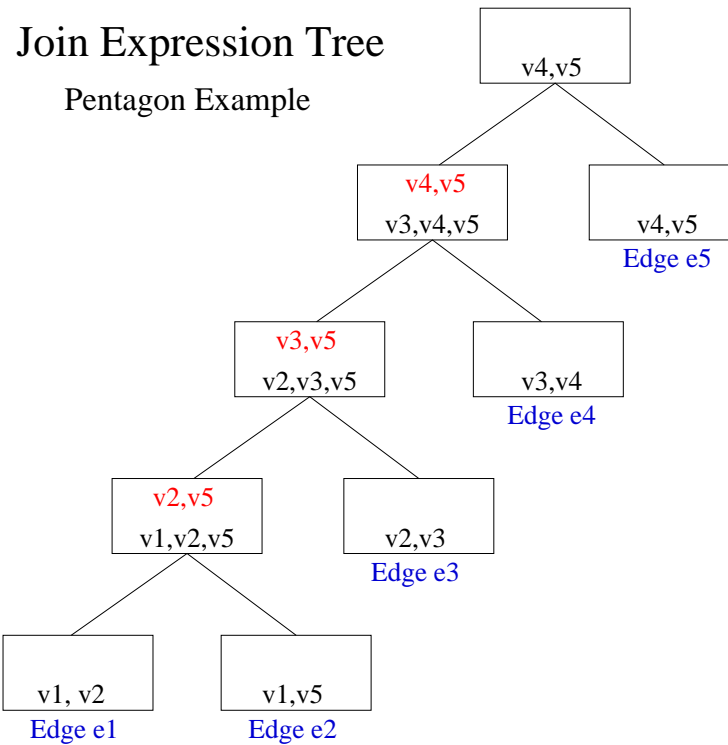 Join Expression Tree
Pentagon Example
v4,v5
v4,v5
v3,v4,v5
v4,v5
Edge e5
v3,v5
v2,v3,v5
v3,v4
Edge e4
v2,v5
v1,v2,v5
v2,v3
Edge e3
v1, v2
v1,v5
Edge e1
Edge e2